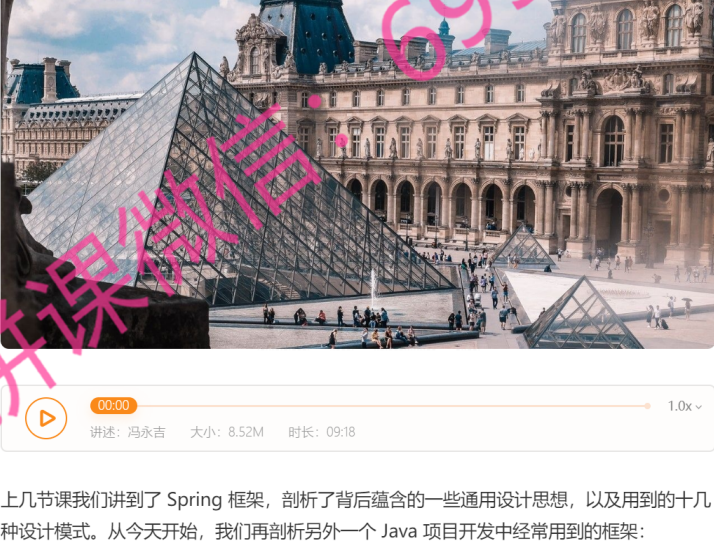 拼课微信：69
00:00
1.0x
讲述：冯永吉 大小：8.52M 时长：09:18
上几节课我们讲到了 Spring 框架，剖析了背后蕴含的一些通用设计思想，以及用到的十几
种设计模式。从今天开始，我们再剖析另外一个 Java 项目开发中经常用到的框架：